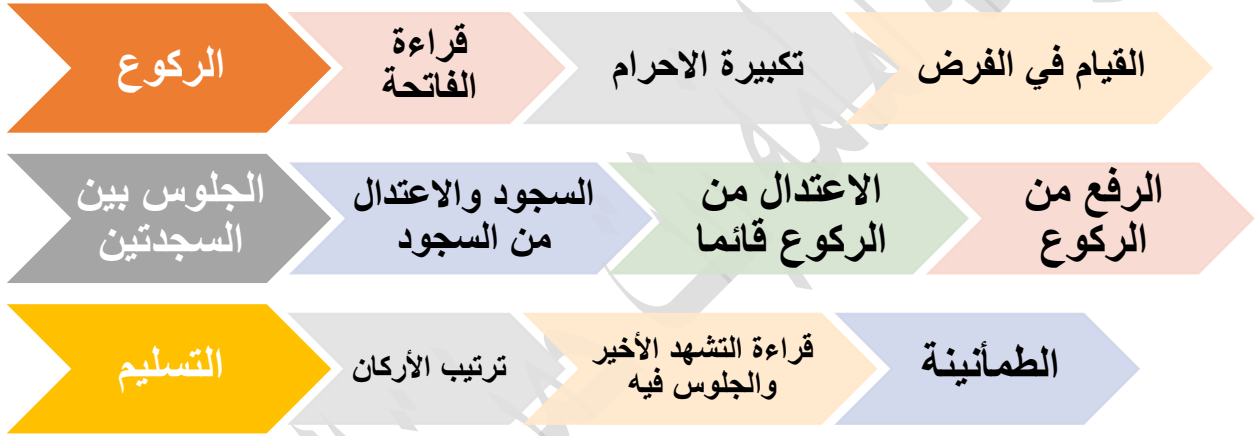 القيام في الفرض
تكبيرة الاحرام
قراءة
الفاتحة
الركوع
الرفع من
الركوع
الاعتدال من
الركوع قائما
السجود والاعتدال
من السجود
الجلوس بين
السجدتين
الطمأنينة
قراءة التشهد الأخير
والجلوس فيه
ترتيب الأركان
التسليم